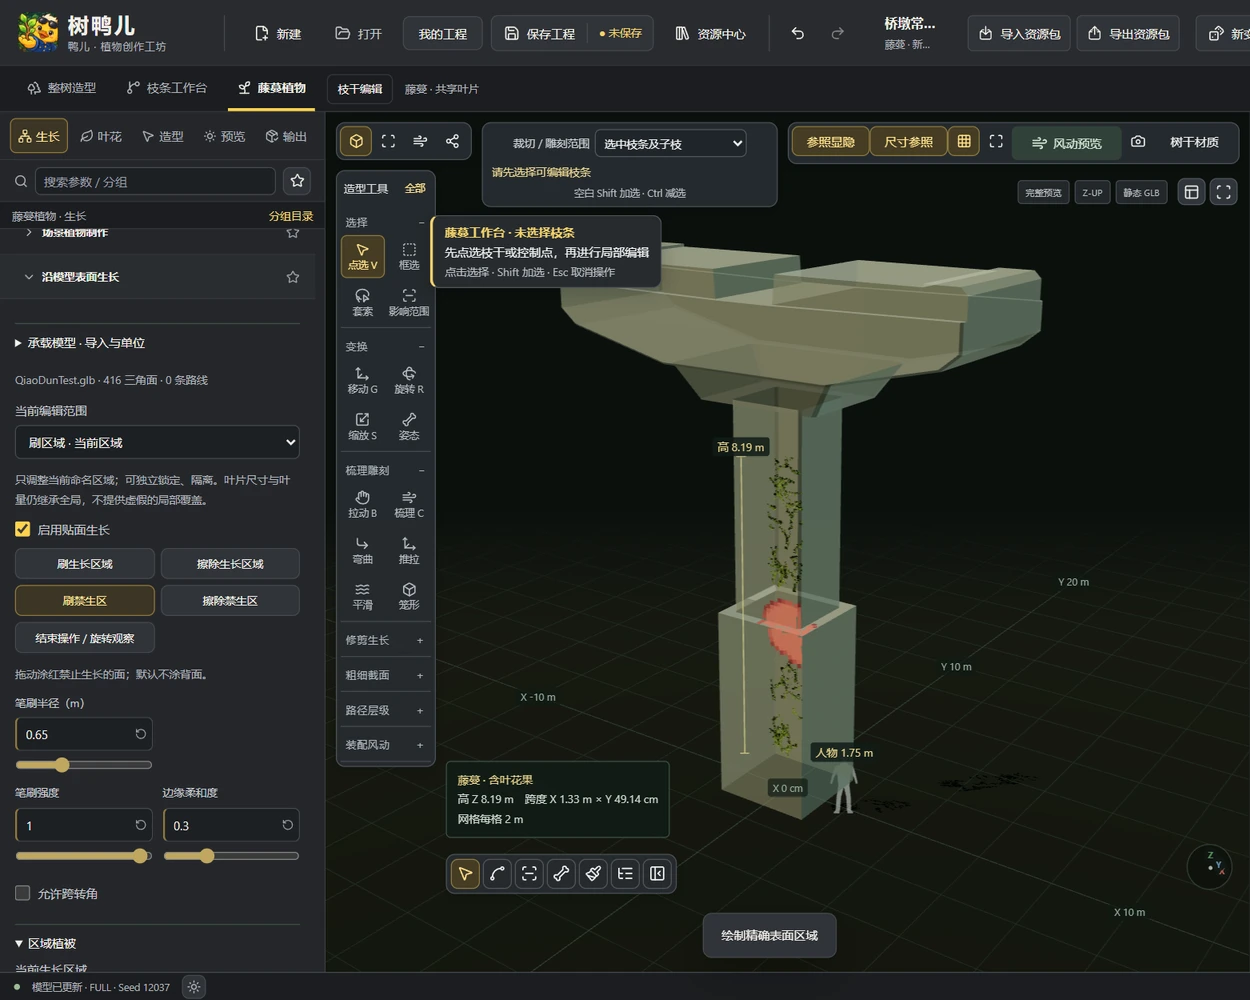 树鸭儿
鸭儿 · 植物创作工坊
新建
打开
我的工程
保存工程
未保存
资源中心
桥墩常...
藤蔓 · 新...
导入资源包
导出资源包
整树造型
枝条工作台
藤蔓植物
枝干编辑
藤蔓 · 共享叶片
生长
叶花
造型
预览
输出
搜索参数 / 分组
藤蔓植物 · 生长
分组目录
场景植物制作
沿模型表面生长
承载模型 · 导入与单位
QiaoDunTest.glb · 416 三角面 · 0 条路线
当前编辑范围
刷区域 · 当前区域
只调整当前命名区域；可独立锁定、隔离。叶片尺寸与叶
量仍继承全局，不提供虚假的局部覆盖。
启用贴面生长
刷生长区域
擦除生长区域
刷禁生区
擦除禁生区
结束操作 / 旋转观察
拖动涂红禁止生长的面；默认不涂背面。
笔刷半径（m）
0.65
笔刷强度
边缘柔和度
1
0.3
允许跨转角
区域植被
当前生长区域
模型已更新 · FULL · Seed 12037
裁切 / 雕刻范围
选中枝条及子枝
请先选择可编辑枝条
空白 Shift 加选 · Ctrl 减选
参照显隐
尺寸参照
风动预览
树干材质
完整预览
Z-UP
静态 GLB
造型工具
全部
选择
点选 V
框选
套索
影响范围
变换
移动 G
旋转 R
缩放 S
姿态
梳理雕刻
拉动 B
梳理 C
弯曲
推拉
平滑
笼形
修剪生长
粗细截面
路径层级
装配风动
藤蔓工作台 · 未选择枝条
先点选枝干或控制点，再进行局部编辑
点击选择 · Shift 加选 · Esc 取消操作
高 8.19 m
Y 20 m
Y 10 m
X -10 m
人物 1.75 m
X 0 cm
藤蔓 · 含叶花果
高 Z 8.19 m 跨度 X 1.33 m × Y 49.14 cm
网格每格 2 m
Z
Y
X
X 10 m
绘制精确表面区域